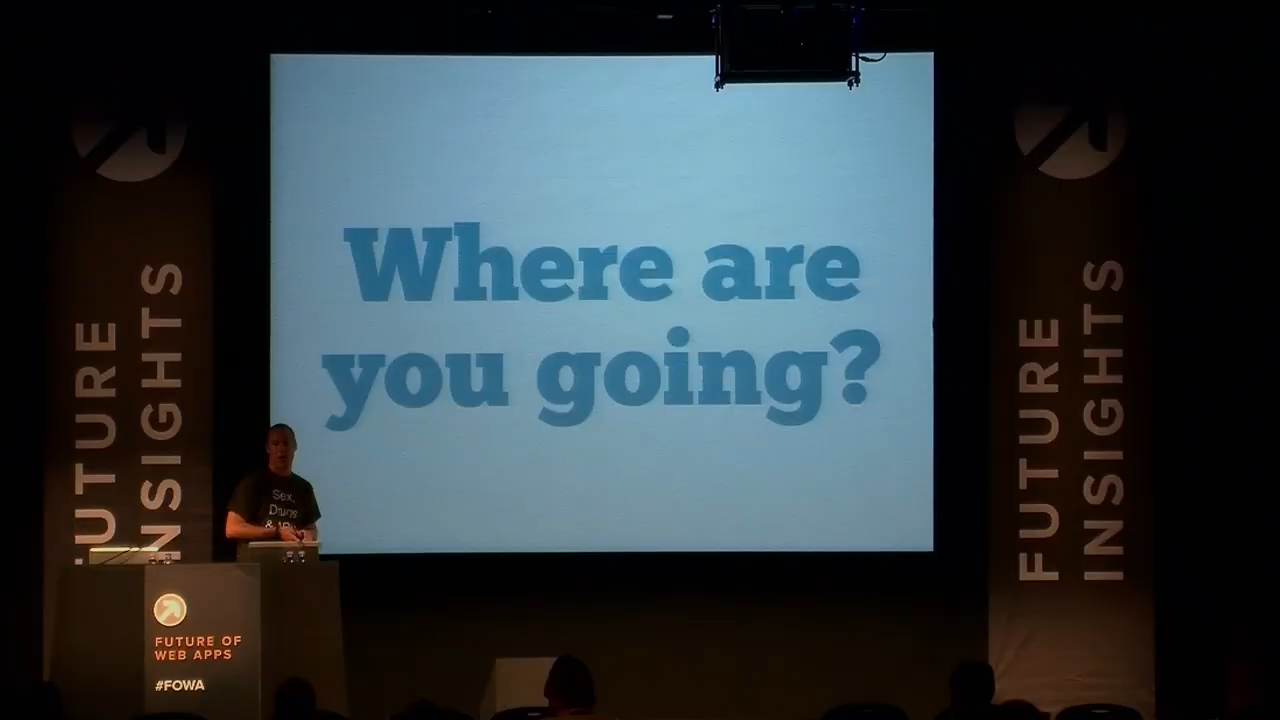 Where are
you going?
FUTURE
INSIGHTS
FUTURE
INSIGHTS
Sex,
Drugs
&
FUTURE OF
WEB APPS
#FOWA